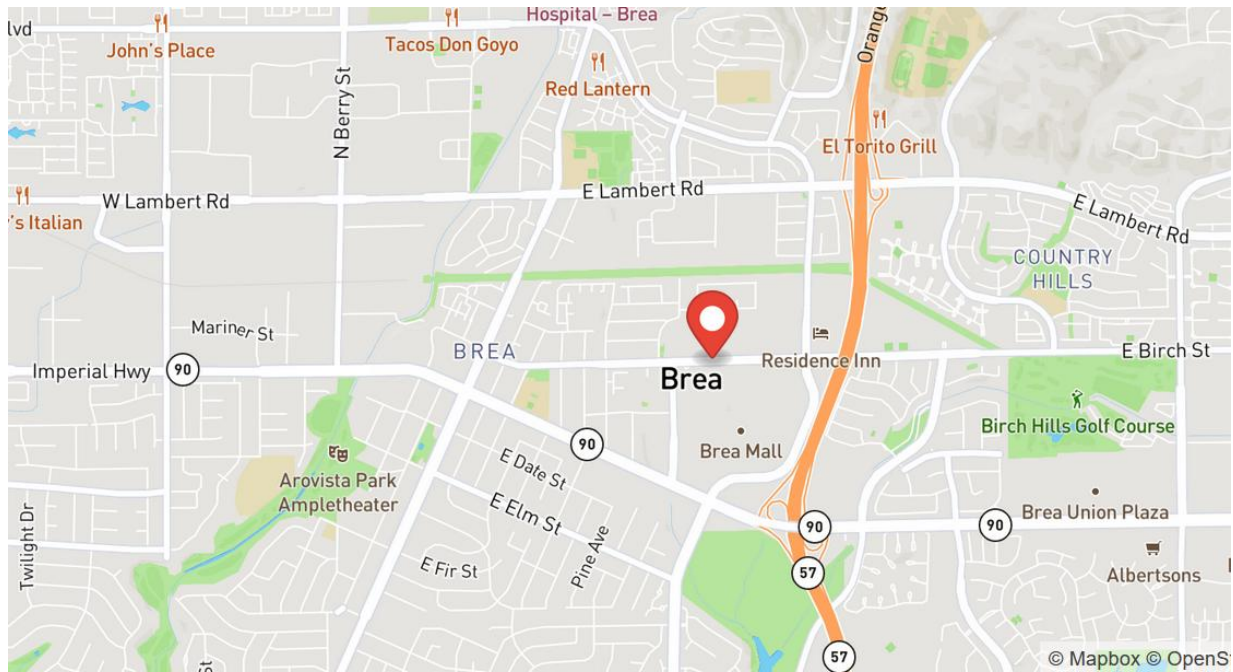 Hospital – Brea
lvd
John's Place
Tacos Don Goyo
Orange
Red Lantern
N Berry St
El Torito Grill
E Lambert Rd
W Lambert Rd
's Italian
E Lambert Rd
COUNTRY
HILLS
Mariner St
BREA
E Birch St
Residence Inn
Imperial Hwy
90
Brea
Birch Hills Golf Course
90
Brea Mall
E Date St
Arovista Park
Ampletheater
E Elm St
90
90
Brea Union Plaza
Twilight Dr
E Fir St
Pine Ave
57
Albertsons
St
57
© Mapbox © OpenSt